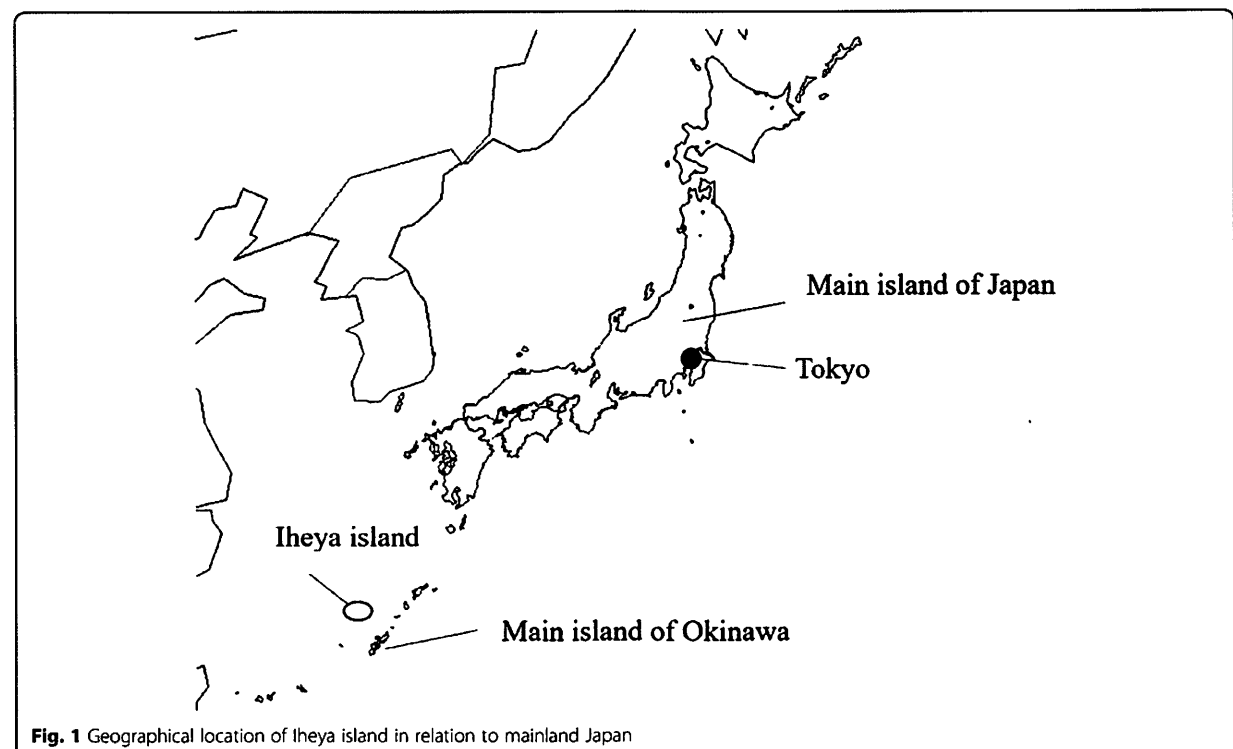 Main island of Japan
Tokyo
Iheya island
Main island of Okinawa
Fig. 1 Geographical location of Iheya island in relation to mainland Japan